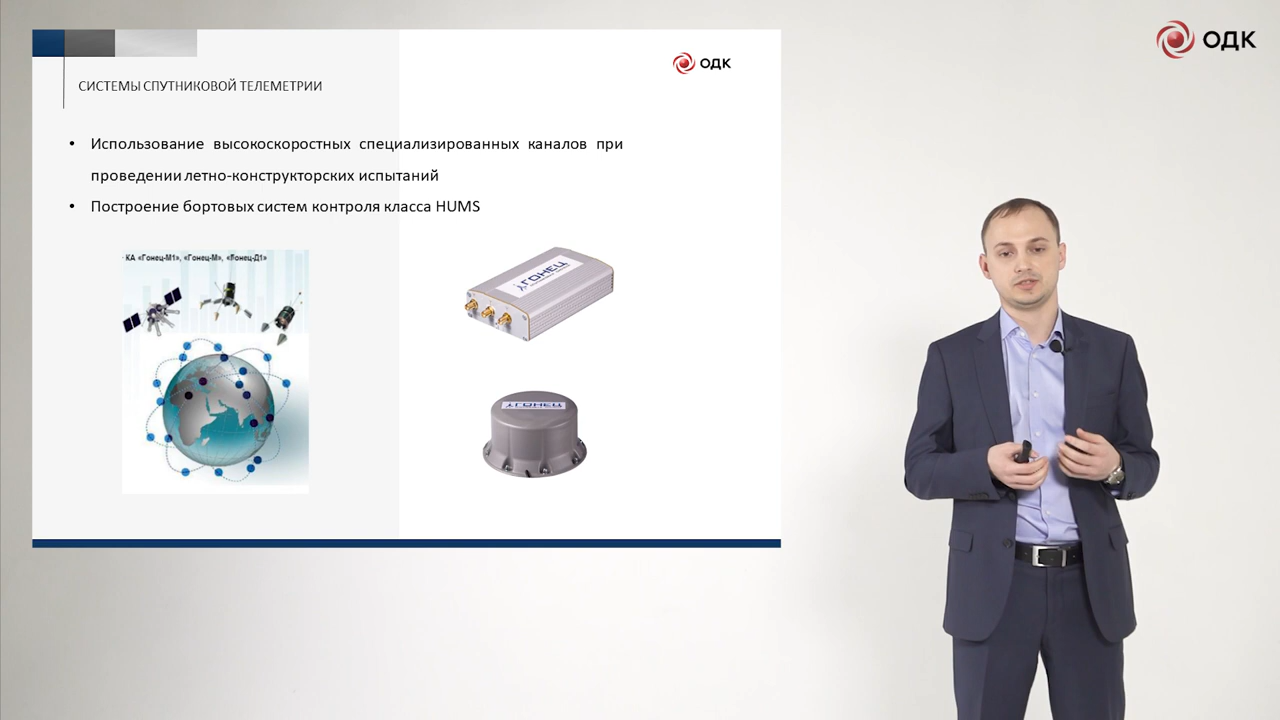 ОДК
ОДК
СИСТЕМЫ СПУТНИКОВОЙ ТЕЛЕМЕТРИИ
• Использование высокоскоростных специализированных каналов при
проведении летно-конструкторских испытаний
• Построение бортовых систем контроля класса HUMS
КА «Гонец-М1», «Гонец-М», «Гонец-Д1»
ГОНЕЦ
ГОНЕЦ